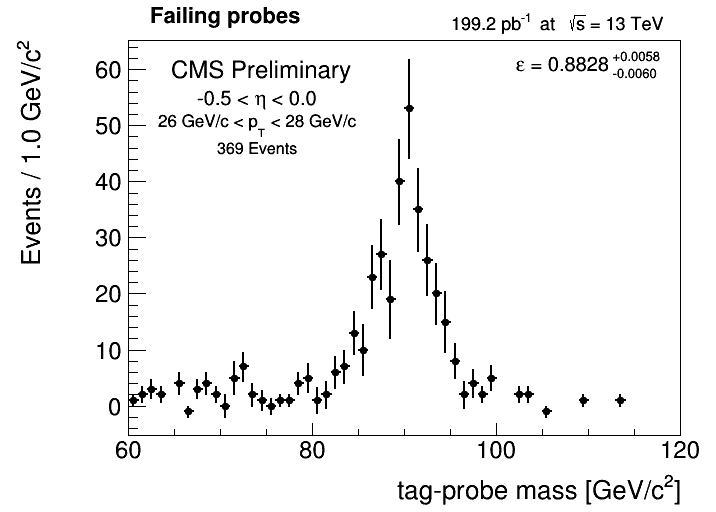 Failing probes
199.2 pb⁻¹ at √s = 13 TeV
CMS Preliminary
-0.5 < η < 0.0
26 GeV/c < p_T < 28 GeV/c
369 Events
ε = 0.8828 +0.0058 -0.0060
Events / 1.0 GeV/c²
60
50
40
30
20
10
0
60 80 100 120
tag-probe mass [GeV/c²]